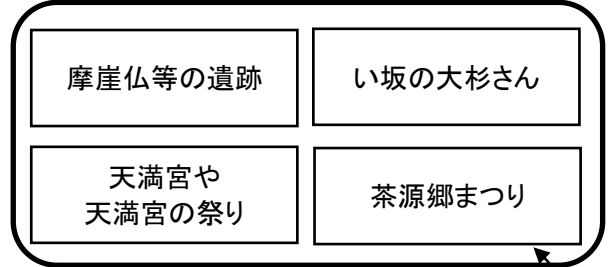 摩崖仏等の遺跡
い坂の大杉さん
天満宮や
天満宮の祭り
茶源郷まつり